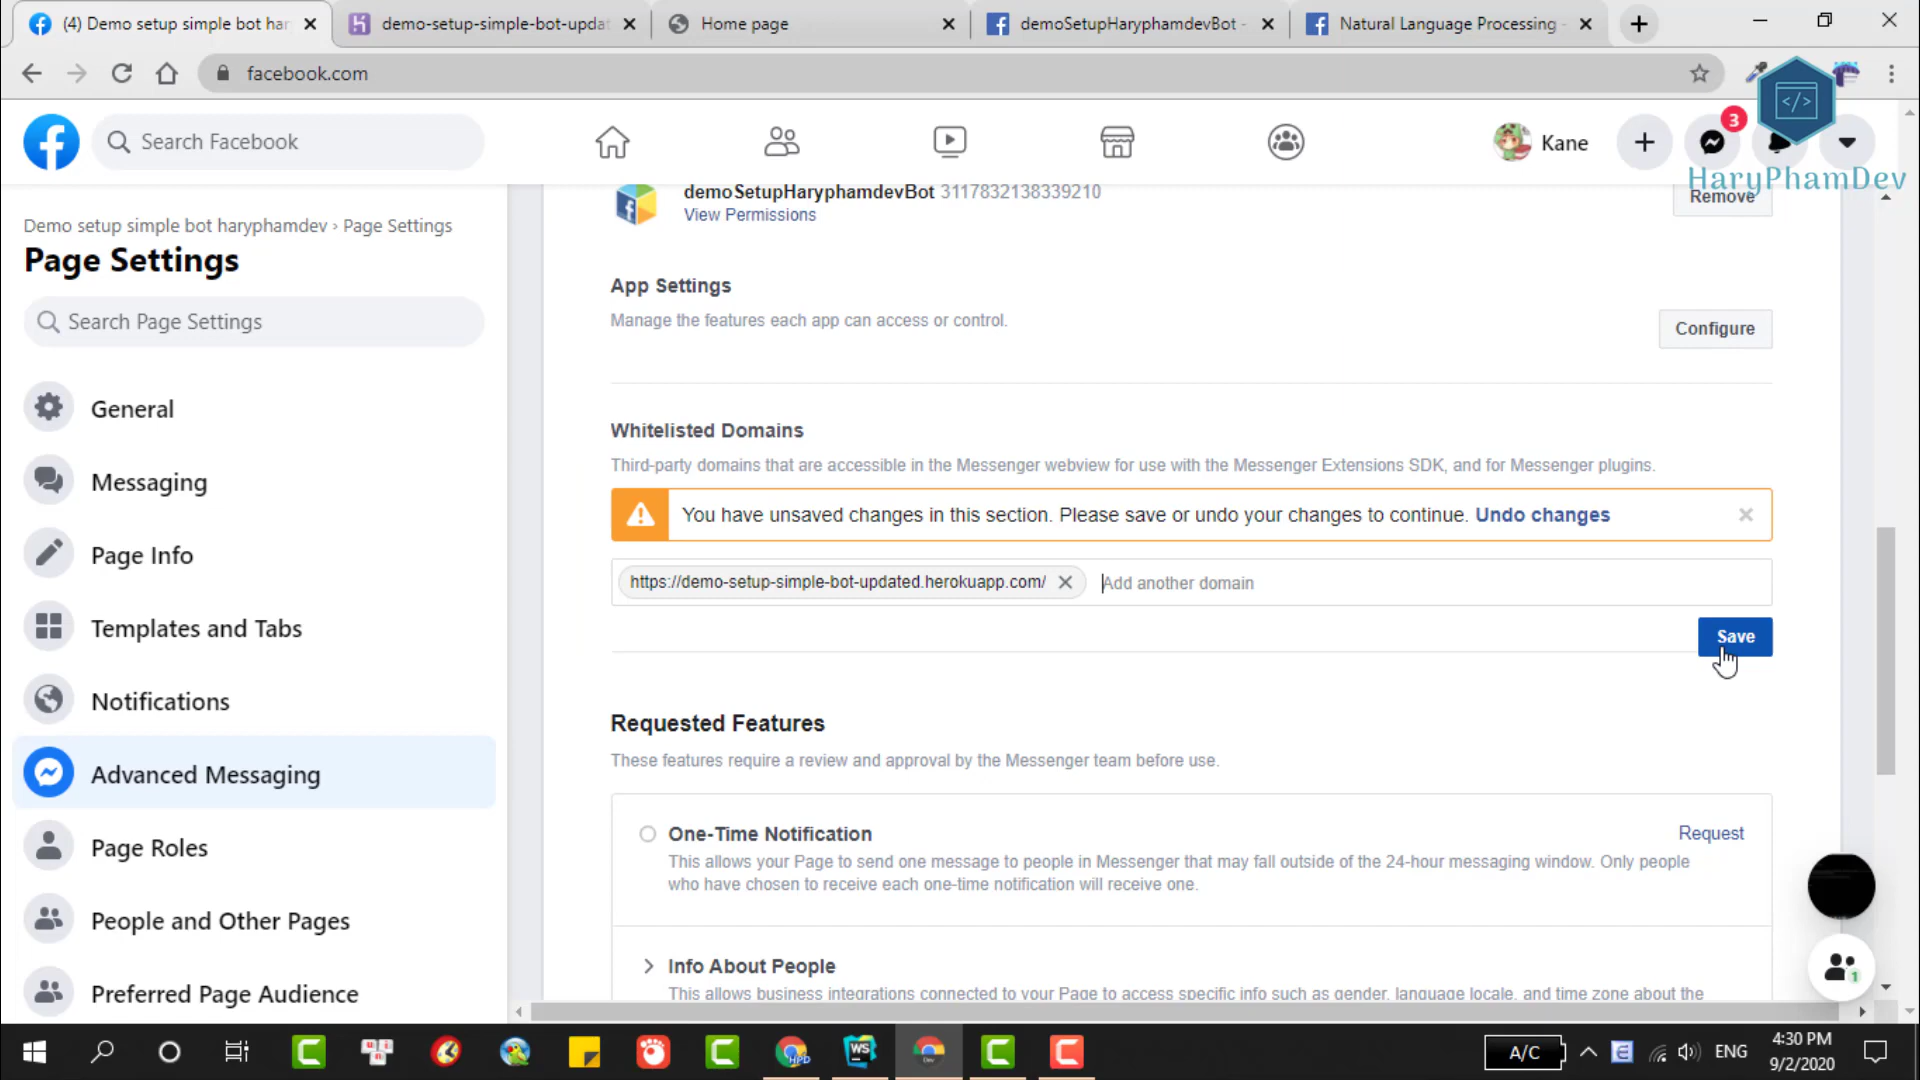 (4) Demo setup simple bot har
demo-setup-simple-bot-updat
Home page
demoSetupHaryphamdevBot -
Natural Language Processing -
facebook.com
</>
HaryPhamDev
Search Facebook
Kane
3
Demo setup simple bot haryphamdev › Page Settings
Page Settings
Search Page Settings
General
Messaging
Page Info
Templates and Tabs
Notifications
Advanced Messaging
Page Roles
People and Other Pages
Preferred Page Audience
demoSetupHaryphamdevBot 3117832138339210
View Permissions
Remove
App Settings
Manage the features each app can access or control.
Configure
Whitelisted Domains
Third-party domains that are accessible in the Messenger webview for use with the Messenger Extensions SDK, and for Messenger plugins.
You have unsaved changes in this section. Please save or undo your changes to continue. Undo changes
https://demo-setup-simple-bot-updated.herokuapp.com/
Add another domain
Save
Requested Features
These features require a review and approval by the Messenger team before use.
One-Time Notification
Request
This allows your Page to send one message to people in Messenger that may fall outside of the 24-hour messaging window. Only people
who have chosen to receive each one-time notification will receive one.
Info About People
This allows business integrations connected to your Page to access specific info such as gender, language locale, and time zone about the
1
WS
A/C
ENG
4:30 PM
9/2/2020